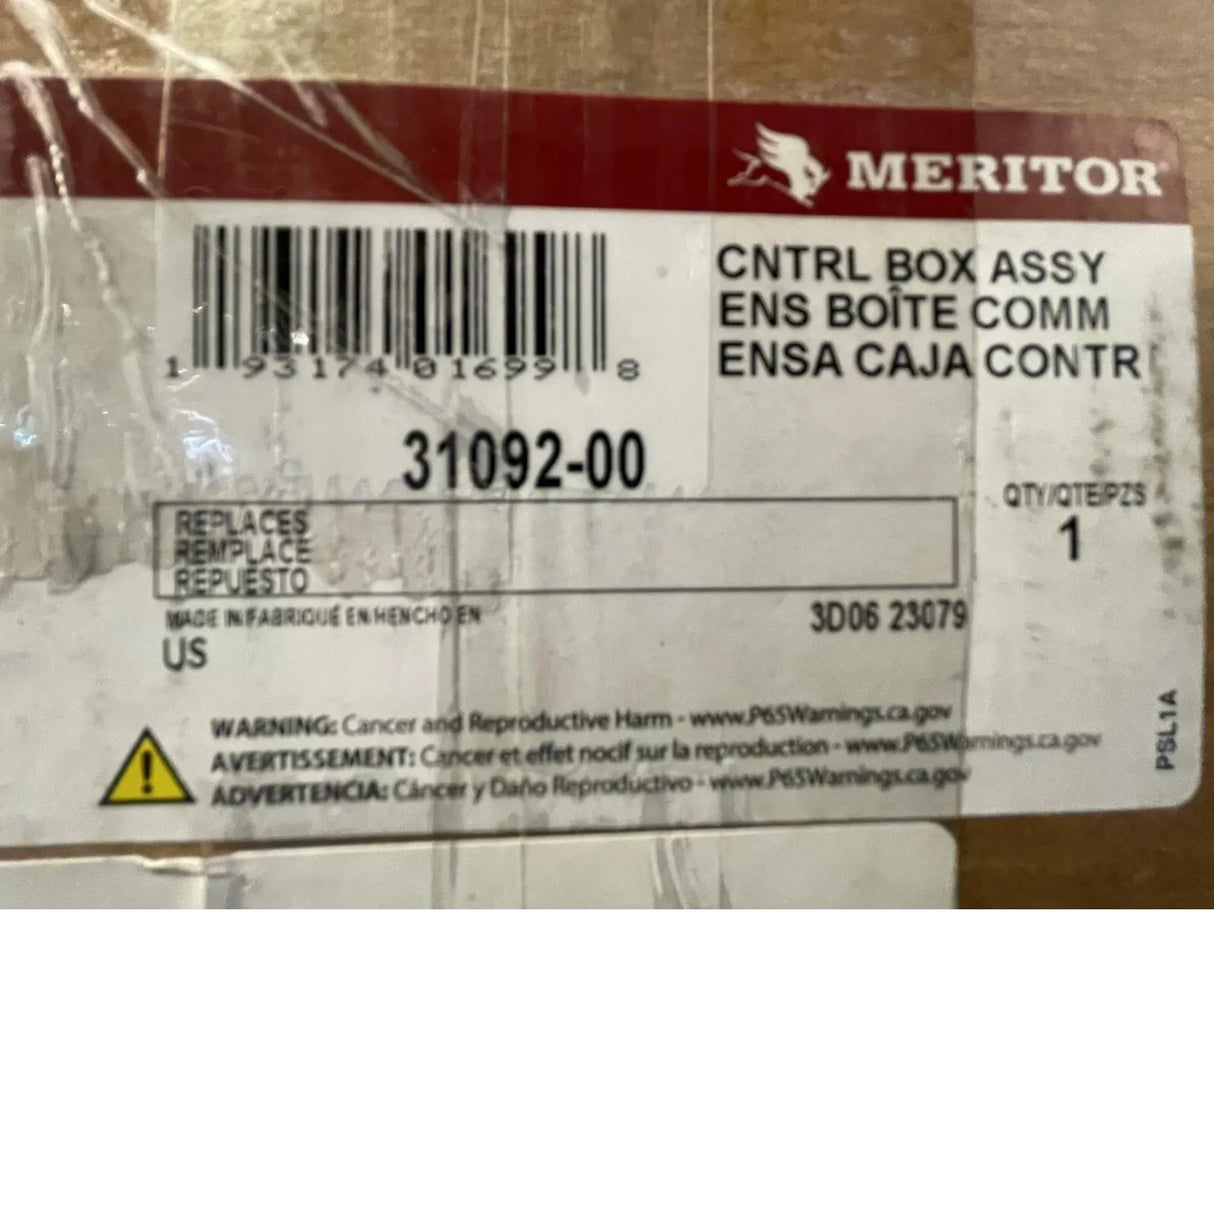 MERITOR
CNTRL BOX ASSY
ENS BOÎTE COMM
ENSA CAJA CONTR
1 93174 01699 8
31092-00
QTY/QTE/PZS
1
REPLACES
REMPLACE
REPUESTO
MADE IN/FABRIQUÉ EN/HENCHO EN
3D06 23079
US
WARNING: Cancer and Reproductive Harm - www.P65Warnings.ca.gov
AVERTISSEMENT: Cancer et effet nocif sur la reproduction - www.P65Warnings.ca.gov
ADVERTENCIA: Cáncer y Daño Reproductivo - www.P65Warnings.ca.gov
PSL1A